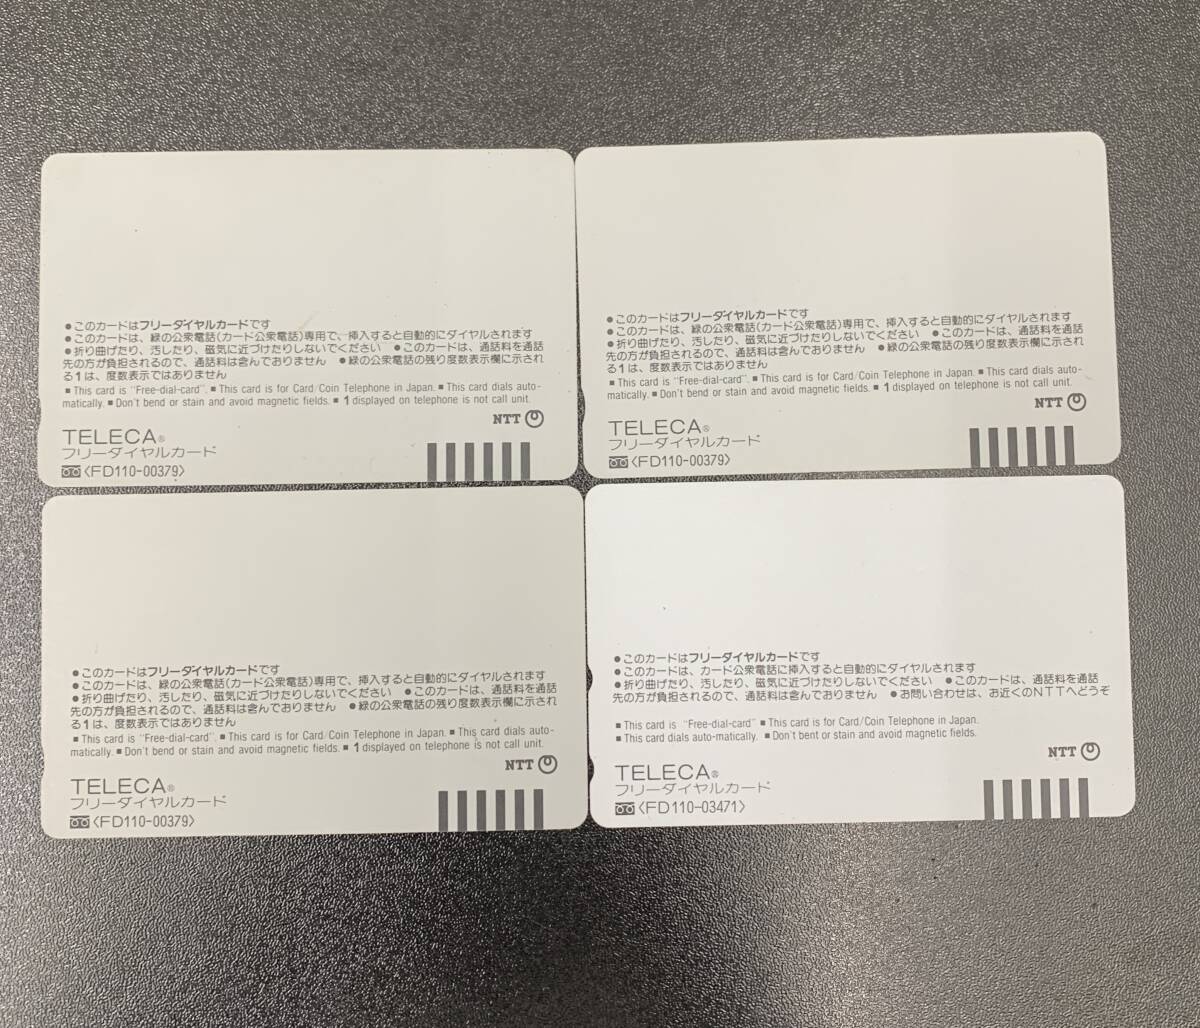 ●このカードはフリーダイヤルカードです
●このカードは、緑の公衆電話(カード公衆電話)専用で、挿入すると自動的にダイヤルされます
●折り曲げたり、汚したり、磁気に近づけたりしないでください ●このカードは、通話料を通話
先の方が負担されるので、通話料は含んでおりません ●緑の公衆電話の残り度数表示欄に示され
る1は、度数表示ではありません
■ This card is "Free-dial-card". ■ This card is for Card/Coin Telephone in Japan. ■ This card dials auto-
matically. ■ Don't bend or stain and avoid magnetic fields. ■ 1 displayed on telephone is not call unit.
NTT
TELECA®
フリーダイヤルカード
〈FD110-00379〉
●このカードはフリーダイヤルカードです
●このカードは、緑の公衆電話(カード公衆電話)専用で、挿入すると自動的にダイヤルされます
●折り曲げたり、汚したり、磁気に近づけたりしないでください ●このカードは、通話料を通話
先の方が負担されるので、通話料は含んでおりません ●緑の公衆電話の残り度数表示欄に示され
る1は、度数表示ではありません
■ This card is "Free-dial-card". ■ This card is for Card/Coin Telephone in Japan. ■ This card dials auto-
matically. ■ Don't bend or stain and avoid magnetic fields. ■ 1 displayed on telephone is not call unit.
NTT
TELECA®
フリーダイヤルカード
〈FD110-00379〉
●このカードはフリーダイヤルカードです
●このカードは、緑の公衆電話(カード公衆電話)専用で、挿入すると自動的にダイヤルされます
●折り曲げたり、汚したり、磁気に近づけたりしないでください ●このカードは、通話料を通話
先の方が負担されるので、通話料は含んでおりません ●緑の公衆電話の残り度数表示欄に示され
る1は、度数表示ではありません
■ This card is "Free-dial-card". ■ This card is for Card/Coin Telephone in Japan. ■ This card dials auto-
matically. ■ Don't bend or stain and avoid magnetic fields. ■ 1 displayed on telephone is not call unit.
NTT
TELECA®
フリーダイヤルカード
〈FD110-00379〉
●このカードはフリーダイヤルカードです
●このカードは、カード公衆電話に挿入すると自動的にダイヤルされます
●折り曲げたり、汚したり、磁気に近づけたりしないでください ●このカードは、通話料を通話
先の方が負担されるので、通話料は含んでおりません ●お問い合わせは、お近くのNTTへどうぞ
■ This card is "Free-dial-card" ■ This card is for Card/Coin Telephone in Japan.
■ This card dials auto-matically. ■ Don't bent or stain and avoid magnetic fields.
NTT
TELECA®
フリーダイヤルカード
〈FD110-03471〉